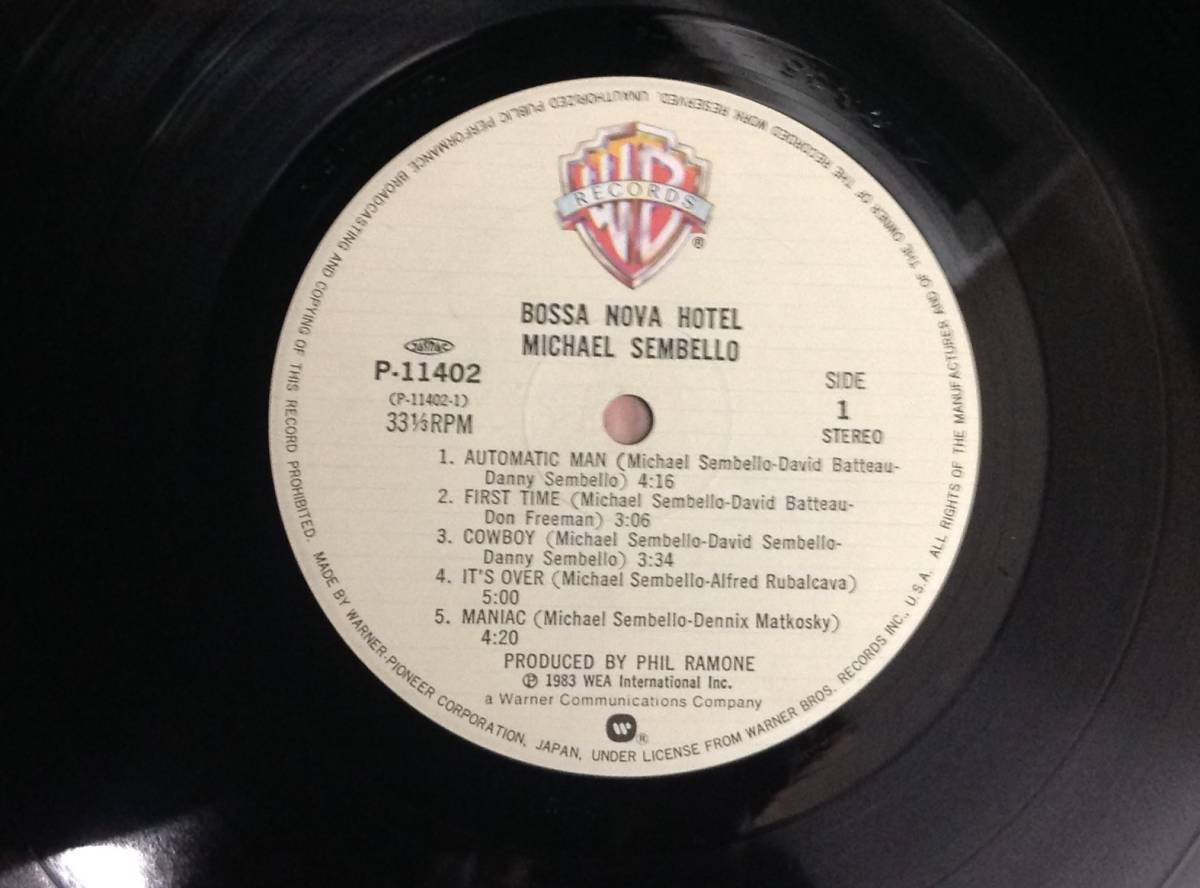 WB
RECORDS
®
BOSSA NOVA HOTEL
MICHAEL SEMBELLO
JASRAC
P-11402
(P-11402-1)
33⅓RPM
SIDE
1
STEREO
1. AUTOMATIC MAN (Michael Sembello-David Batteau-
Danny Sembello) 4:16
2. FIRST TIME (Michael Sembello-David Batteau-
Don Freeman) 3:06
3. COWBOY (Michael Sembello-David Sembello-
Danny Sembello) 3:34
4. IT'S OVER (Michael Sembello-Alfred Rubalcava)
5:00
5. MANIAC (Michael Sembello-Dennix Matkosky)
4:20
PRODUCED BY PHIL RAMONE
℗ 1983 WEA International Inc.
a Warner Communications Company
W ®
MADE BY WARNER-PIONEER CORPORATION, JAPAN, UNDER LICENSE FROM WARNER BROS. RECORDS INC., U.S.A. ALL RIGHTS OF THE MANUFACTURER AND OF THE OWNER OF THE RECORDED WORK RESERVED. UNAUTHORIZED PUBLIC PERFORMANCE BROADCASTING AND COPYING OF THIS RECORD PROHIBITED.